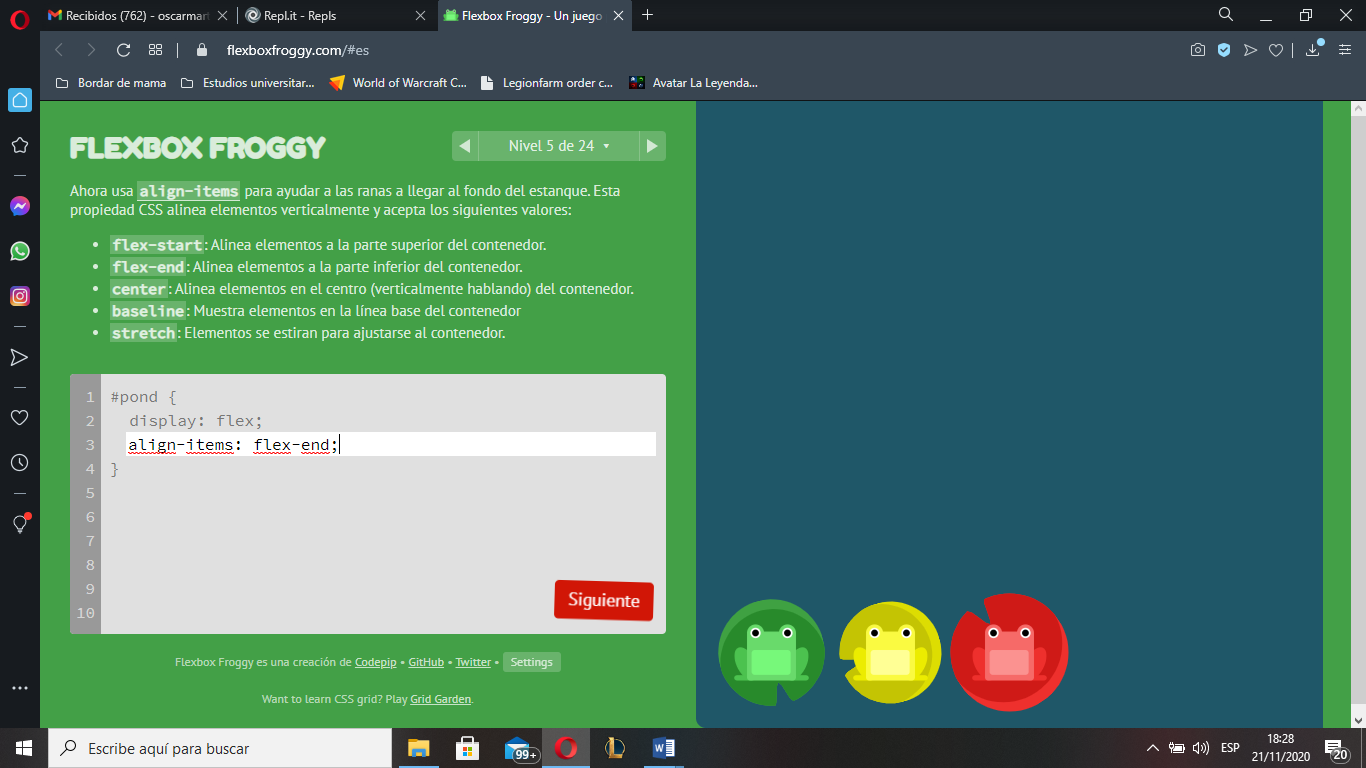 Recibidos (762) - oscarmar
Repl.it - Repls
Flexbox Froggy - Un juego
flexboxfroggy.com/#es
Bordar de mama
Estudios universitar...
World of Warcraft C...
Legionfarm order c...
Avatar La Leyenda...
FLEXBOX FROGGY
Nivel 5 de 24
Ahora usa align-items para ayudar a las ranas a llegar al fondo del estanque. Esta
propiedad CSS alinea elementos verticalmente y acepta los siguientes valores:
• flex-start: Alinea elementos a la parte superior del contenedor.
• flex-end: Alinea elementos a la parte inferior del contenedor.
• center: Alinea elementos en el centro (verticalmente hablando) del contenedor.
• baseline: Muestra elementos en la línea base del contenedor
• stretch: Elementos se estiran para ajustarse al contenedor.
1 #pond {
2 display: flex;
3 align-items: flex-end;
4 }
5
6
7
8
9
10
Siguiente
Flexbox Froggy es una creación de Codepip • GitHub • Twitter • Settings
Want to learn CSS grid? Play Grid Garden.
Escribe aquí para buscar
99+
ESP
18:28
21/11/2020
20